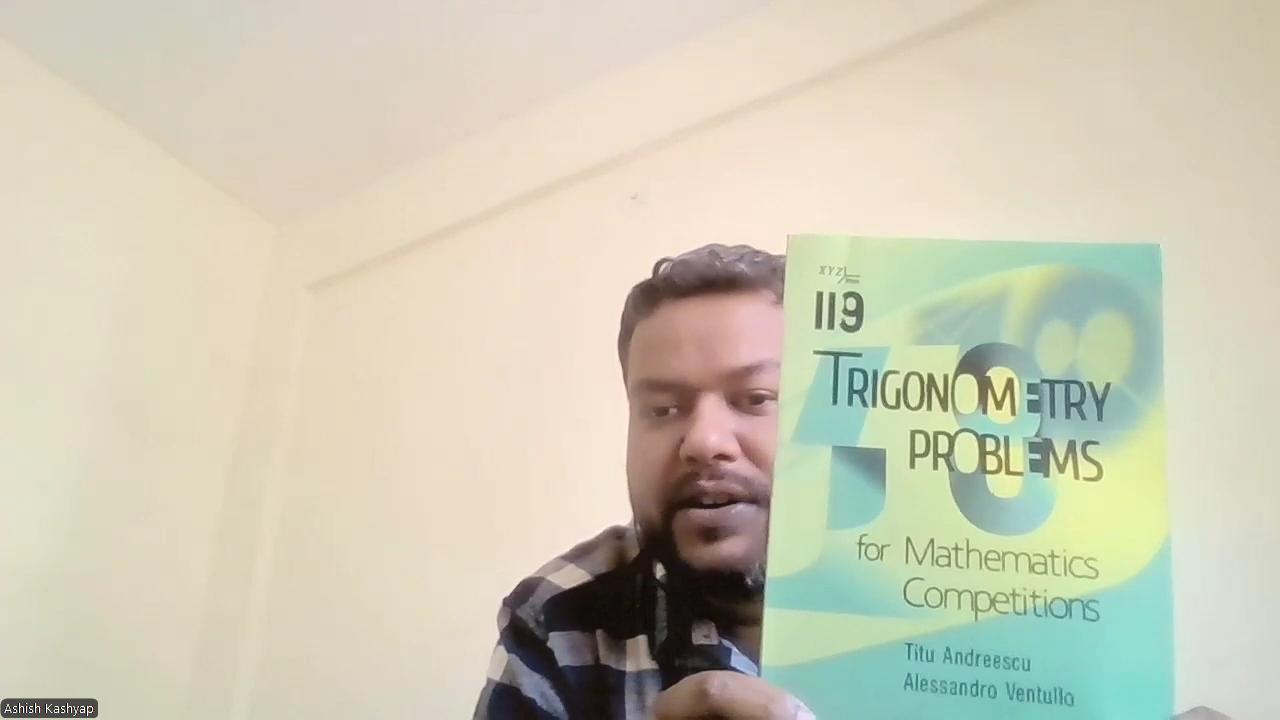 XYZ
119
TRIGONOMETRY
PROBLEMS
for Mathematics
Competitions
Titu Andreescu
Alessandro Ventullo
Ashish Kashyap